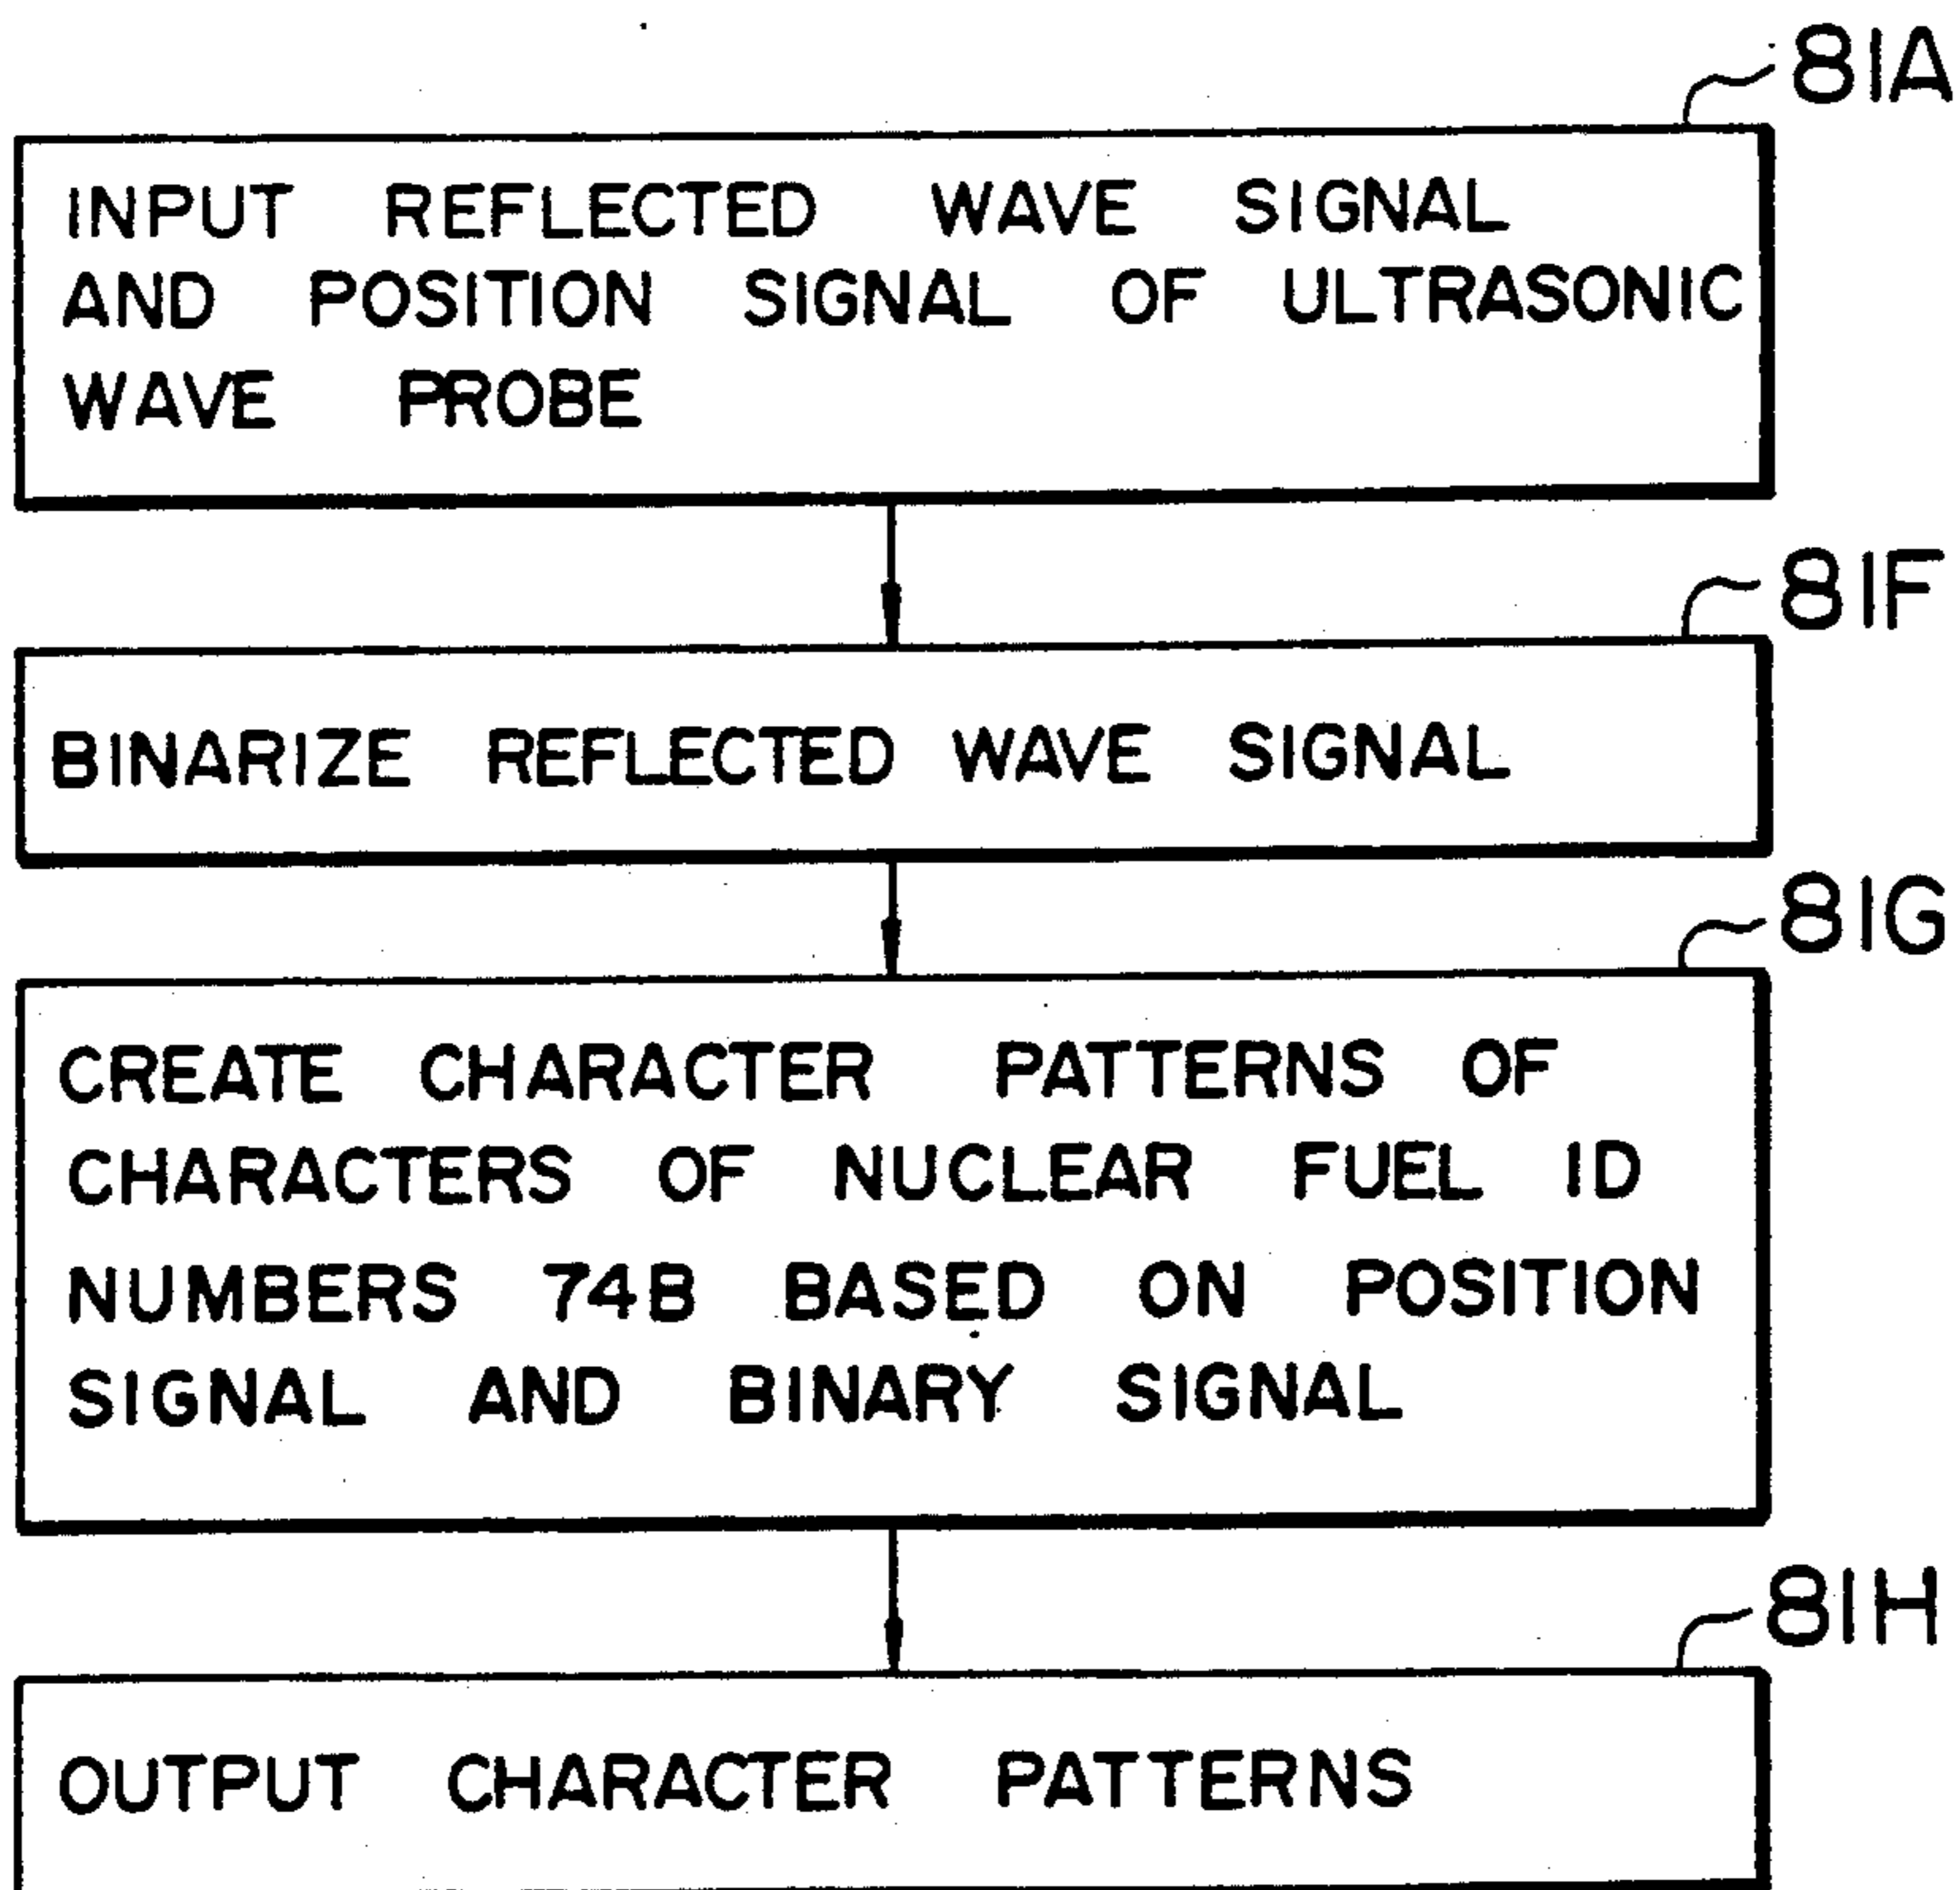 81A
INPUT REFLECTED WAVE SIGNAL
AND POSITION SIGNAL OF ULTRASONIC
WAVE PROBE
81F
BINARIZE REFLECTED WAVE SIGNAL
81G
CREATE CHARACTER PATTERNS OF
CHARACTERS OF NUCLEAR FUEL ID
NUMBERS 74B BASED ON POSITION
SIGNAL AND BINARY SIGNAL
81H
OUTPUT CHARACTER PATTERNS